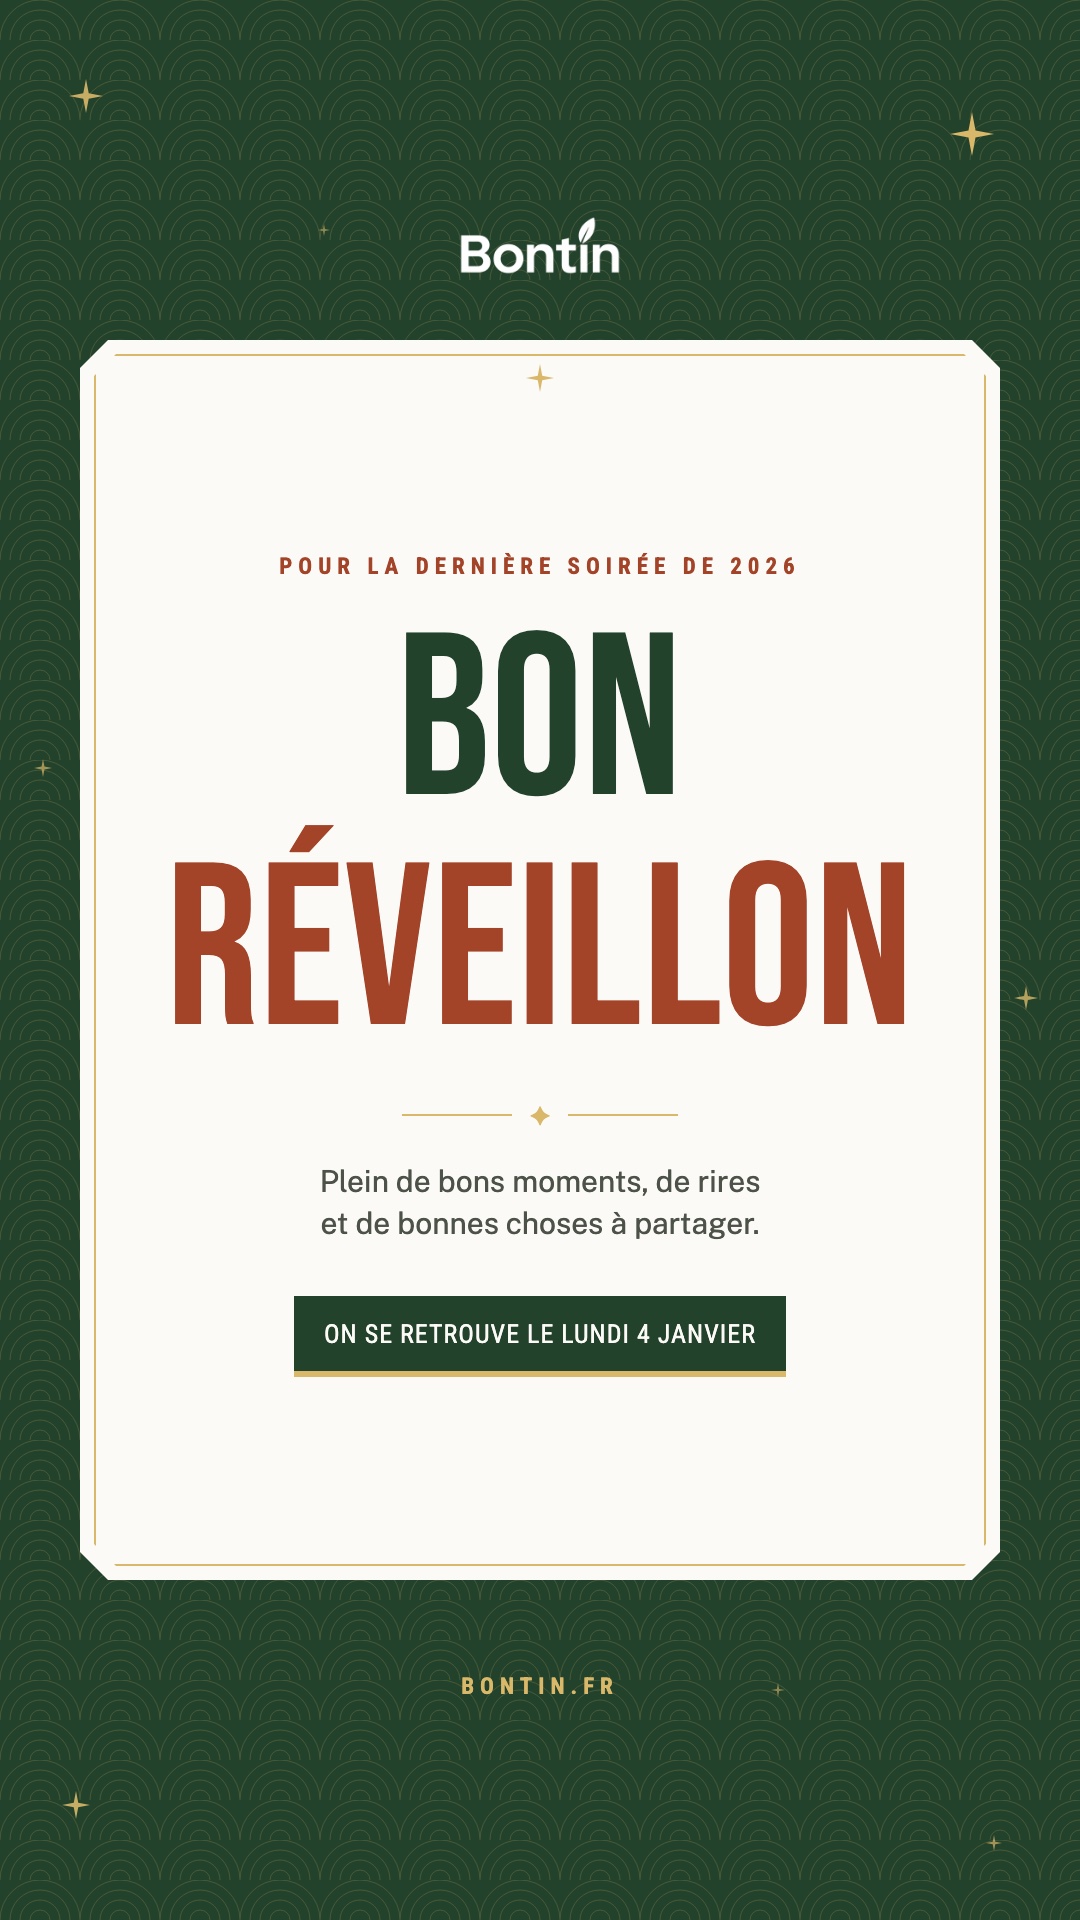 Bontin
POUR LA DERNIÈRE SOIRÉE DE 2026
BON
RÉVEILLON
Plein de bons moments, de rires
et de bonnes choses à partager.
ON SE RETROUVE LE LUNDI 4 JANVIER
BONTIN.FR